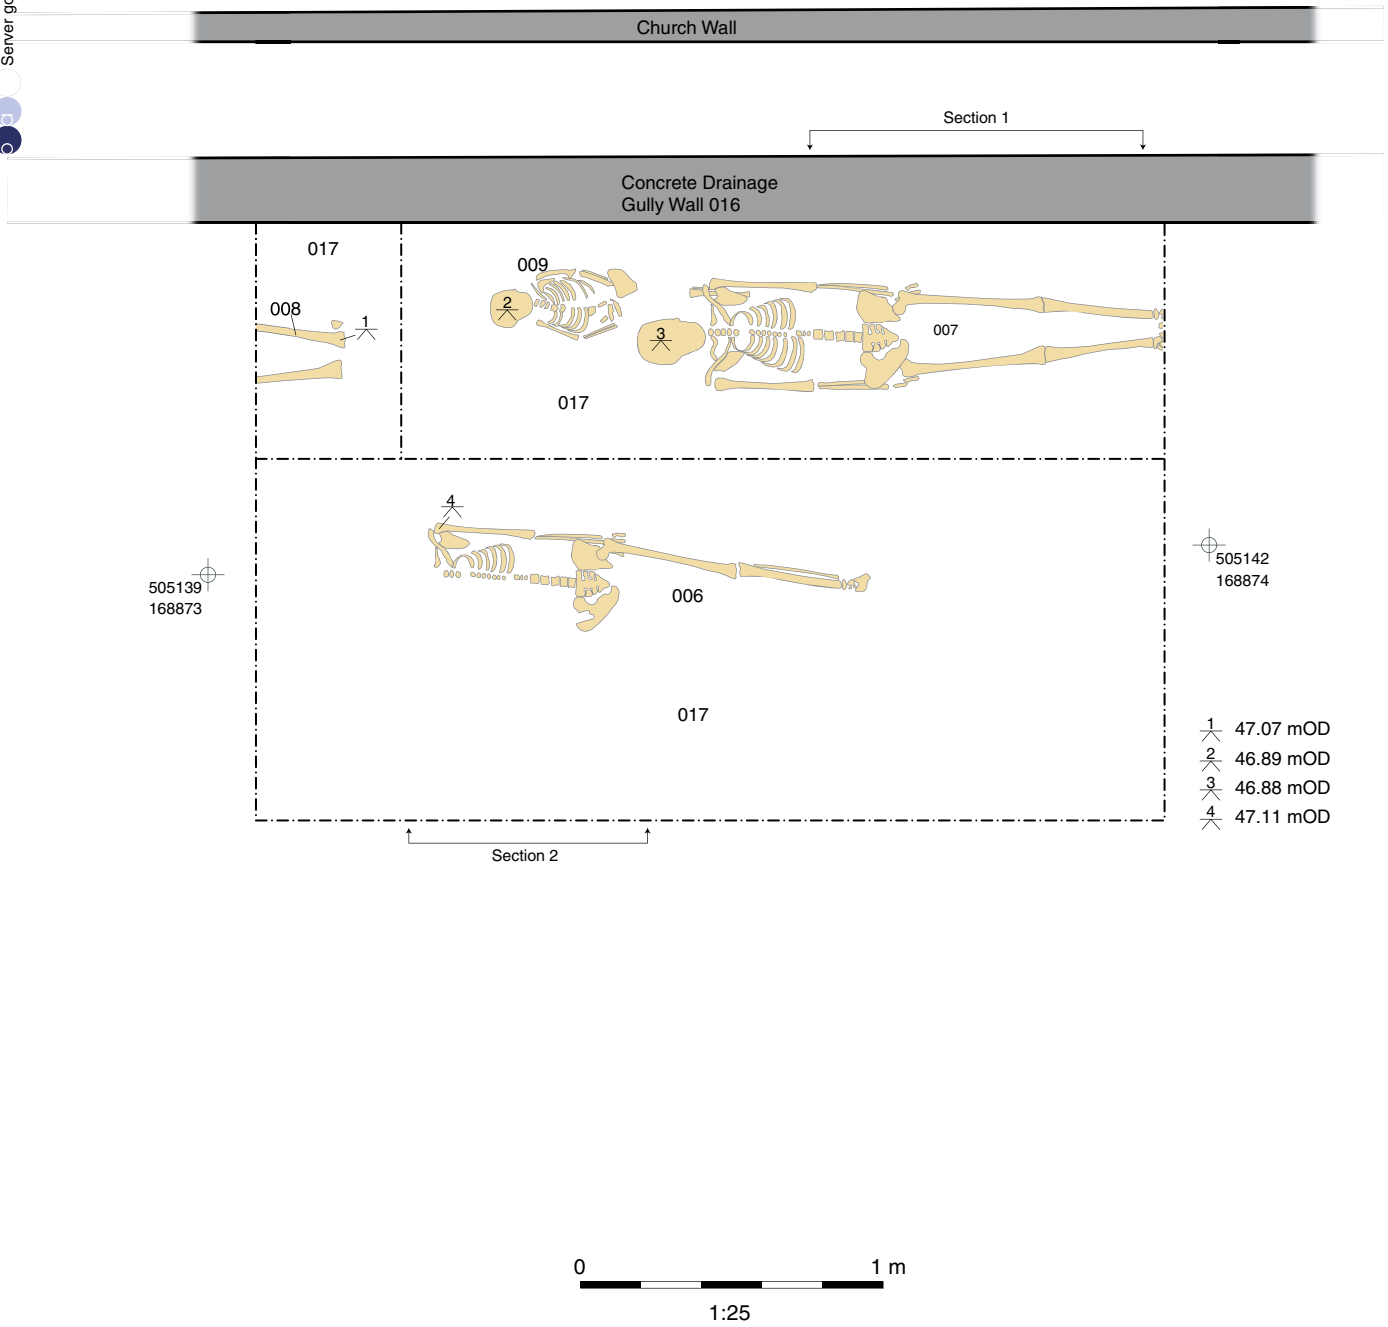 Church Wall
Section 1
Concrete Drainage
Gully Wall 016
017
009
008
1
2
3
007
017
4
505139
168873
006
505142
168874
017
1 47.07 mOD
2 46.89 mOD
3 46.88 mOD
4 47.11 mOD
Section 2
0 1 m
1:25
Server